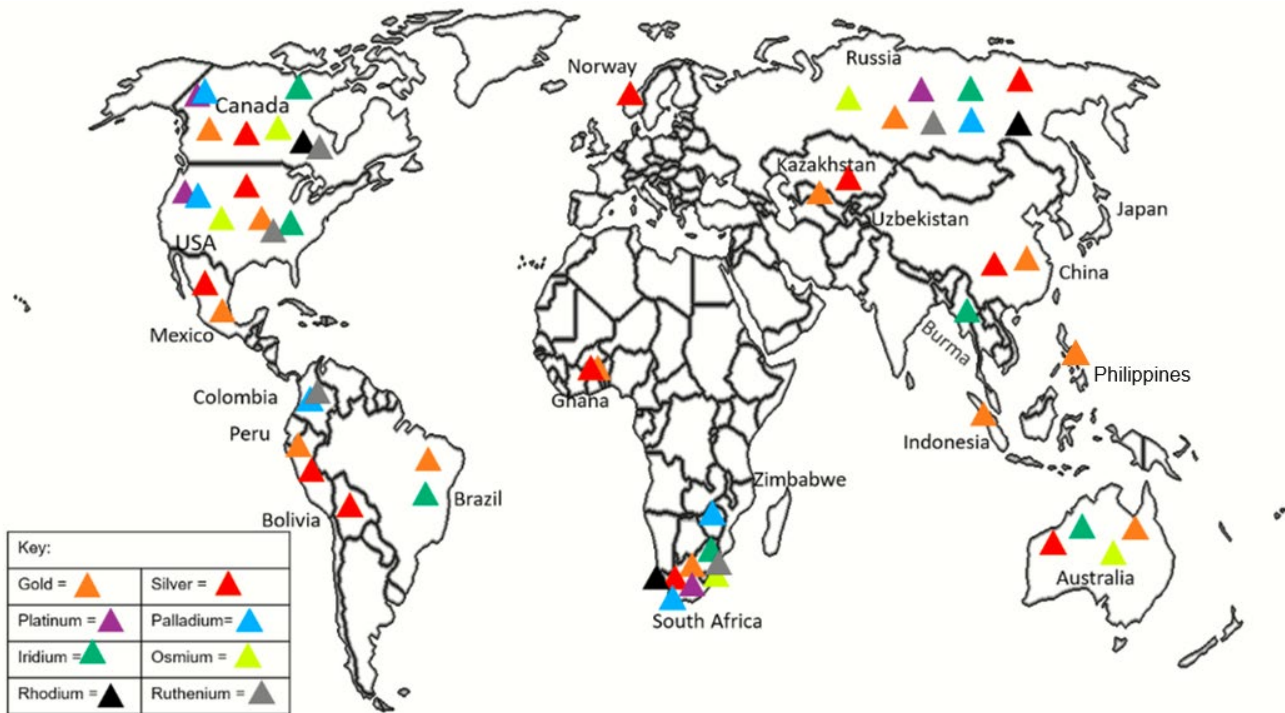 Norway
Russia
Canada
Kazakhstan
Uzbekistan
Japan
USA
China
Mexico
Burma
Philippines
Colombia
Ghana
Peru
Indonesia
Zimbabwe
Brazil
Bolivia
Australia
South Africa
Key:
Gold =
Silver =
Platinum =
Palladium=
Iridium =
Osmium =
Rhodium =
Ruthenium =